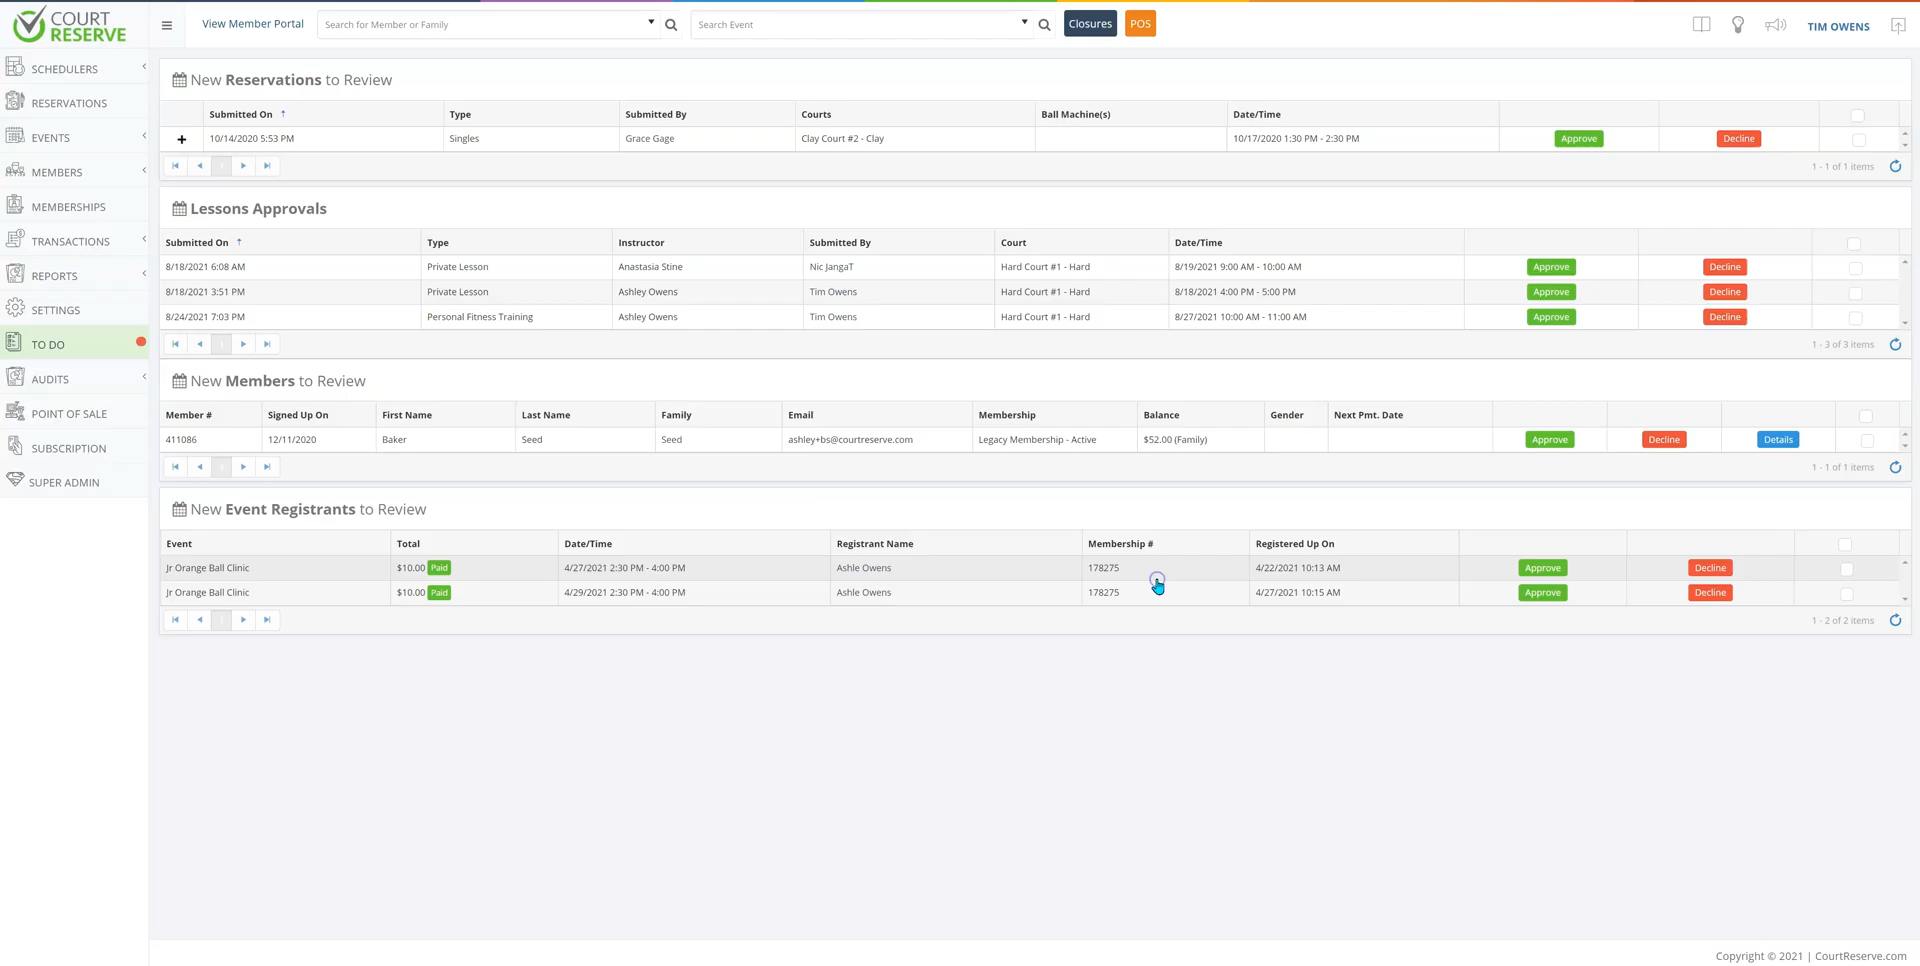 COURT RESERVE
View Member Portal
Search for Member or Family
Search Event
Closures
POS
TIM OWENS
SCHEDULERS
RESERVATIONS
EVENTS
MEMBERS
MEMBERSHIPS
TRANSACTIONS
REPORTS
SETTINGS
TO DO
AUDITS
POINT OF SALE
SUBSCRIPTION
SUPER ADMIN
New Reservations to Review
Submitted On Type Submitted By Courts Ball Machine(s) Date/Time
10/14/2020 5:53 PM Singles Grace Gage Clay Court #2 - Clay 10/17/2020 1:30 PM - 2:30 PM Approve Decline
1 - 1 of 1 items
Lessons Approvals
Submitted On Type Instructor Submitted By Court Date/Time
8/18/2021 6:08 AM Private Lesson Anastasia Stine Nic JangaT Hard Court #1 - Hard 8/19/2021 9:00 AM - 10:00 AM Approve Decline
8/18/2021 3:51 PM Private Lesson Ashley Owens Tim Owens Hard Court #1 - Hard 8/18/2021 4:00 PM - 5:00 PM Approve Decline
8/24/2021 7:03 PM Personal Fitness Training Ashley Owens Tim Owens Hard Court #1 - Hard 8/27/2021 10:00 AM - 11:00 AM Approve Decline
1 - 3 of 3 items
New Members to Review
Member # Signed Up On First Name Last Name Family Email Membership Balance Gender Next Pmt. Date
411086 12/11/2020 Baker Seed Seed ashley+bs@courtreserve.com Legacy Membership - Active $52.00 (Family) Approve Decline Details
1 - 1 of 1 items
New Event Registrants to Review
Event Total Date/Time Registrant Name Membership # Registered Up On
Jr Orange Ball Clinic $10.00 Paid 4/27/2021 2:30 PM - 4:00 PM Ashle Owens 178275 4/22/2021 10:13 AM Approve Decline
Jr Orange Ball Clinic $10.00 Paid 4/29/2021 2:30 PM - 4:00 PM Ashle Owens 178275 4/27/2021 10:15 AM Approve Decline
1 - 2 of 2 items
Copyright © 2021 | CourtReserve.com